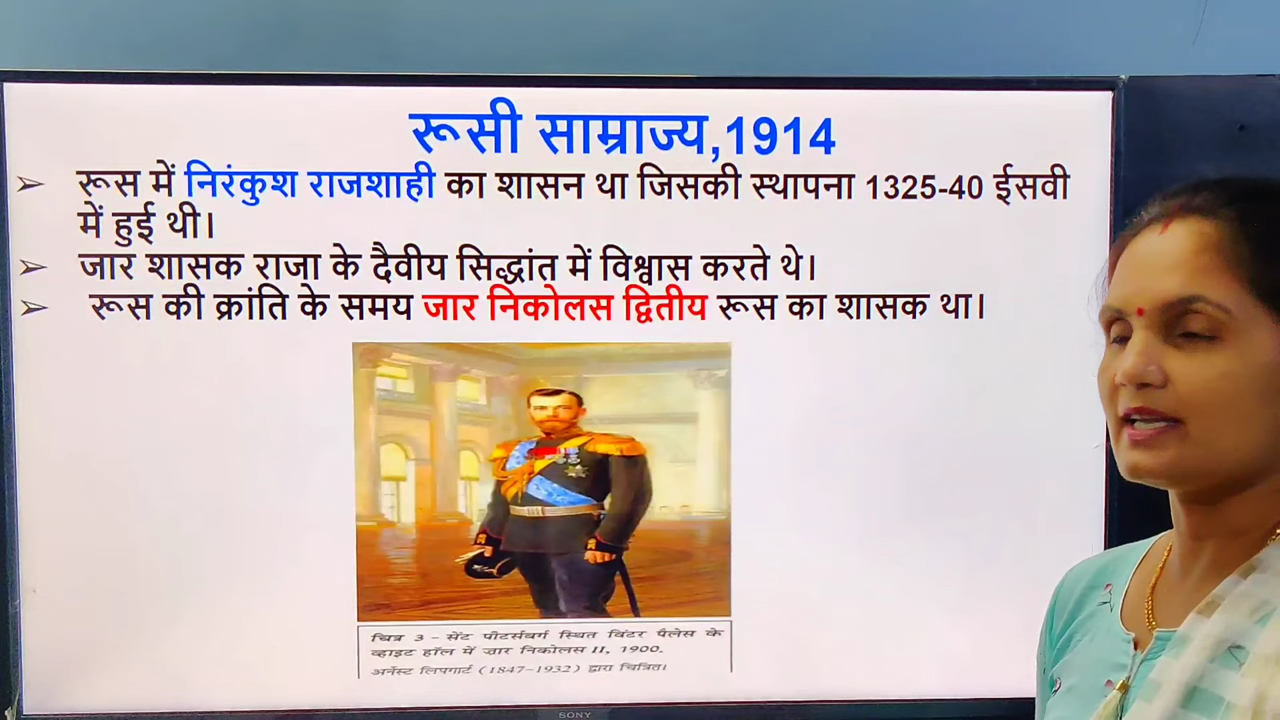 रूसी साम्राज्य,1914
➢ रूस में निरंकुश राजशाही का शासन था जिसकी स्थापना 1325-40 ईसवी
में हुई थी।
➢ जार शासक राजा के दैवीय सिद्धांत में विश्वास करते थे।
➢ रूस की क्रांति के समय जार निकोलस द्वितीय रूस का शासक था।
चित्र 3 – सेंट पीटर्सबर्ग स्थित विंटर पैलेस के
व्हाइट हॉल में ज़ार निकोलस II, 1900.
अर्नेस्ट लिपगार्ट (1847–1932) द्वारा चित्रित।
SONY